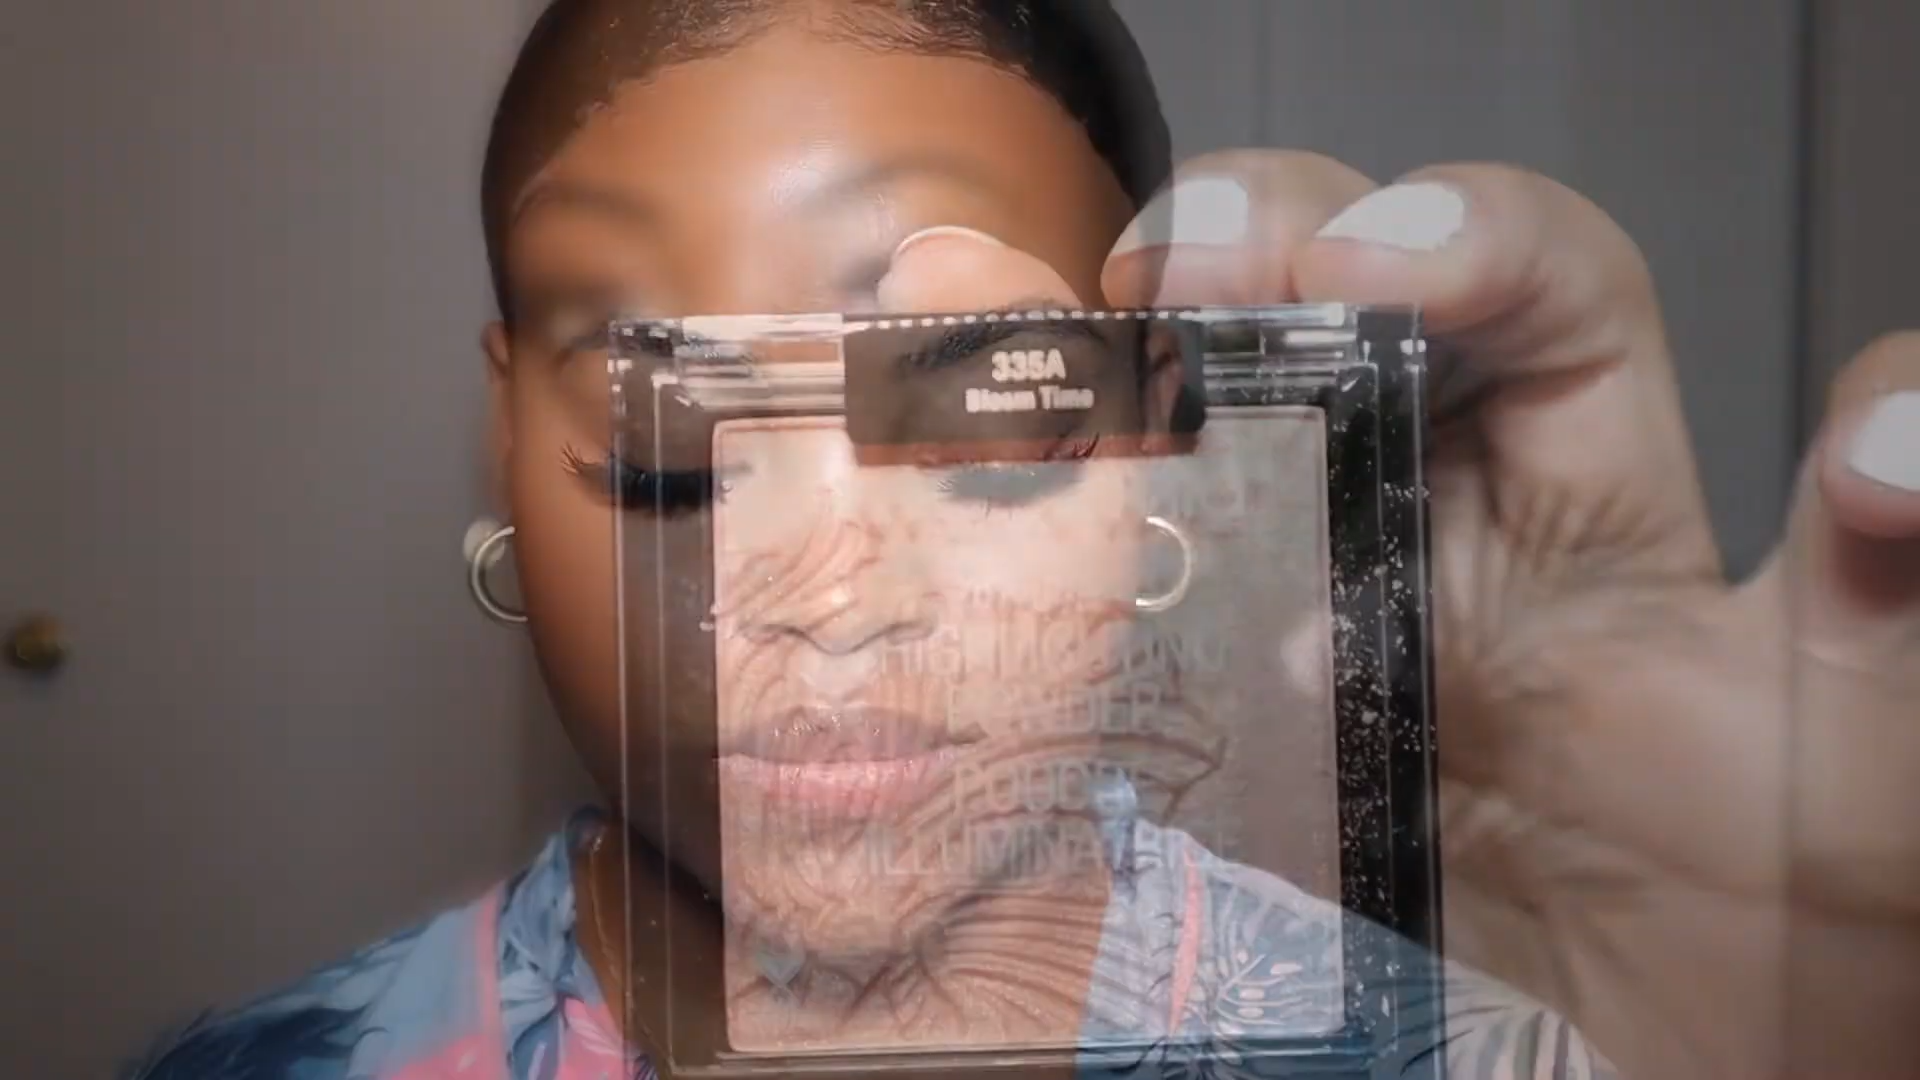 335A
Bloom Time
HIGHLIGHTING
POWDER
POUDRE
ILLUMINATRICE